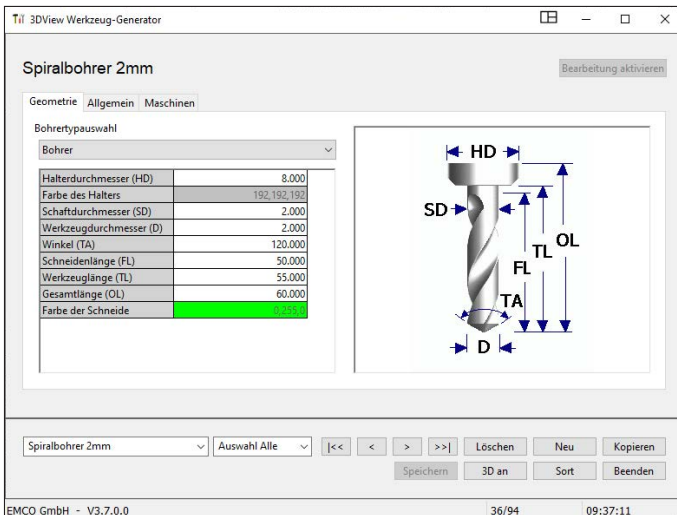 3DView Werkzeug-Generator
Spiralbohrer 2mm
Bearbeitung aktivieren
Geometrie Allgemein Maschinen
Bohrertypauswahl
Bohrer
Halterdurchmesser (HD) 8.000
Farbe des Halters 192,192,192
Schaftdurchmesser (SD) 2.000
Werkzeugdurchmesser (D) 2.000
Winkel (TA) 120.000
Schneidenlänge (FL) 50.000
Werkzeuglänge (TL) 55.000
Gesamtlänge (OL) 60.000
Farbe der Schneide 0,255,0
HD
SD
OL
TL
FL
TA
D
Spiralbohrer 2mm Auswahl Alle |<< < > >>| Löschen Neu Kopieren
Speichern 3D an Sort Beenden
EMCO GmbH - V3.7.0.0 36/94 09:37:11